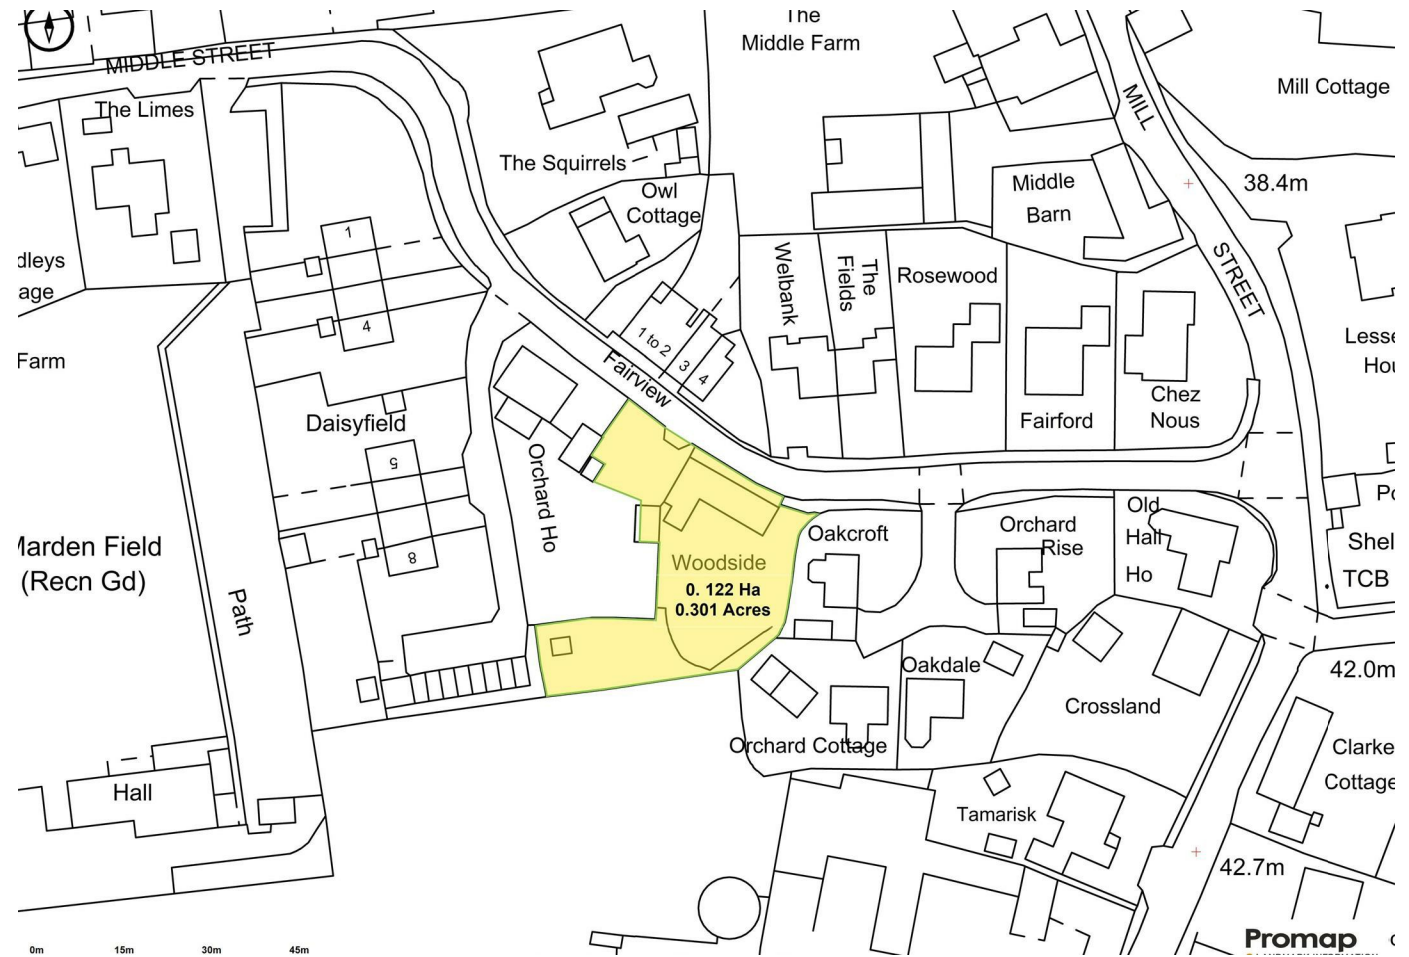 The
Middle Farm
MIDDLE STREET
The Limes
MILL
STREET
Mill Cottage
The Squirrels
Owl
Cottage
Middle
Barn
38.4m
1
4
dleys
age
Farm
Welbank
The
Fields
Rosewood
1 to 2
3
4
Fairview
Fairford
Chez
Nous
Lesse
Hou
Daisyfield
5
8
Orchard Ho
Marden Field
(Recn Gd)
Path
Woodside
0. 122 Ha
0.301 Acres
Oakcroft
Orchard
Rise
Old
Hall
Ho
Po
Shel
TCB
Oakdale
Orchard Cottage
Crossland
42.0m
Clarke
Cottage
Hall
Tamarisk
42.7m
0m 15m 30m 45m
Promap
LANDMARK INFORMATION